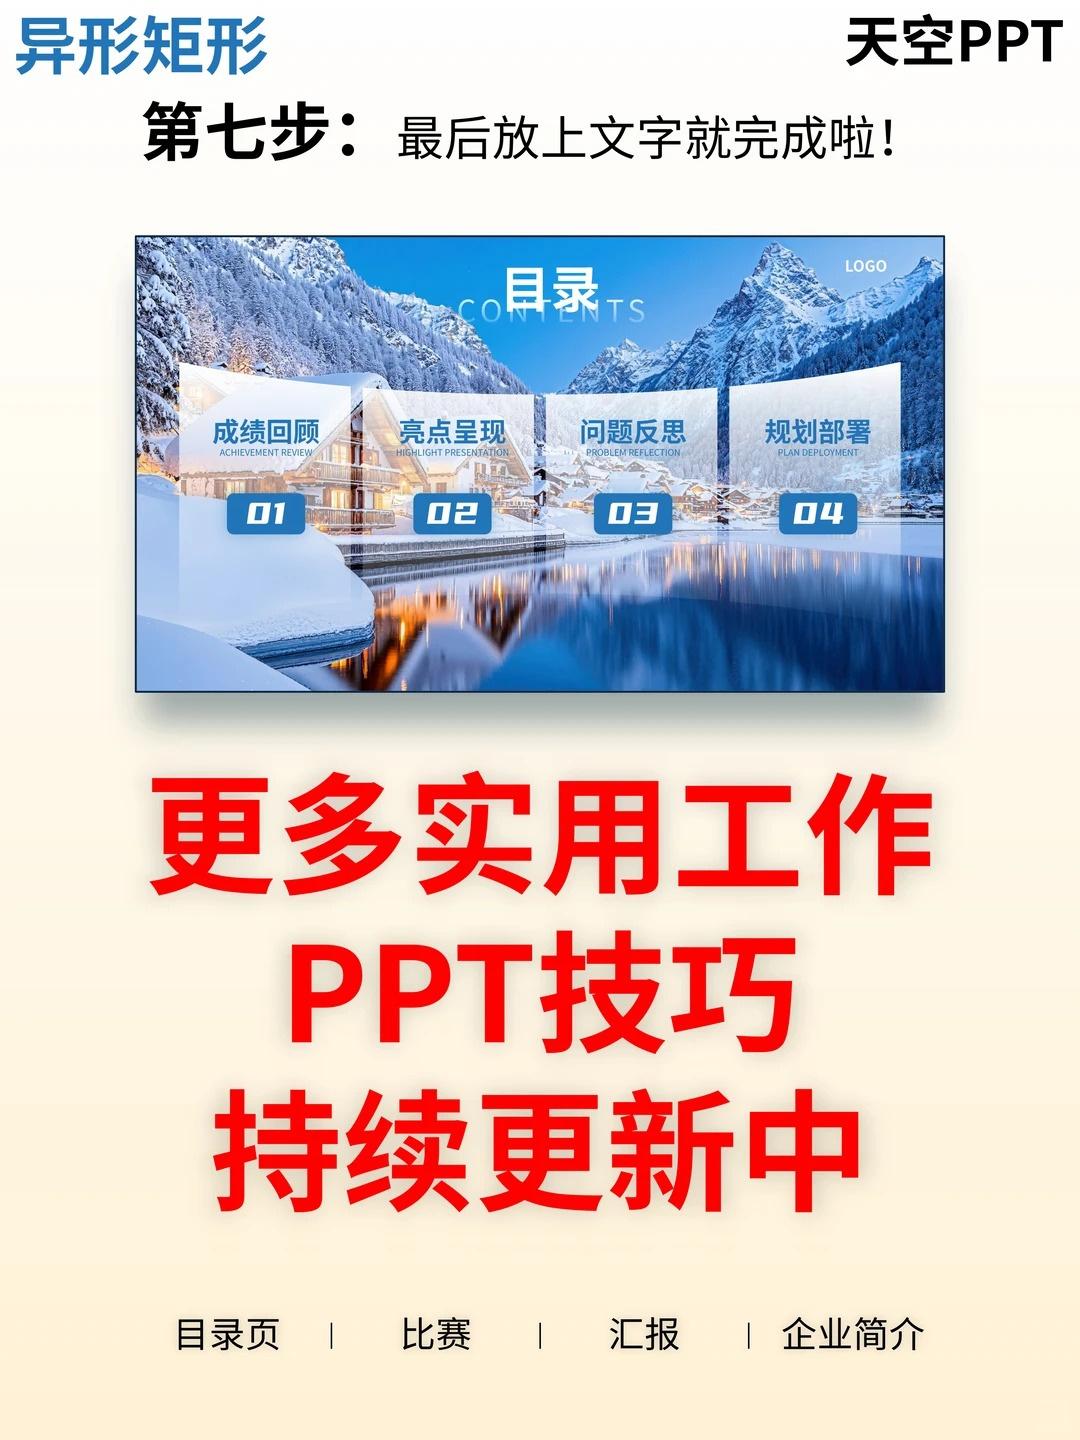 异形矩形
天空PPT
第七步：最后放上文字就完成啦！
LOGO
目录
CONTENTS
成绩回顾
ACHIEVEMENT REVIEW
01
亮点呈现
HIGHLIGHT PRESENTATION
02
问题反思
PROBLEM REFLECTION
03
规划部署
PLAN DEPLOYMENT
04
更多实用工作
PPT技巧
持续更新中
目录页 | 比赛 | 汇报 | 企业简介